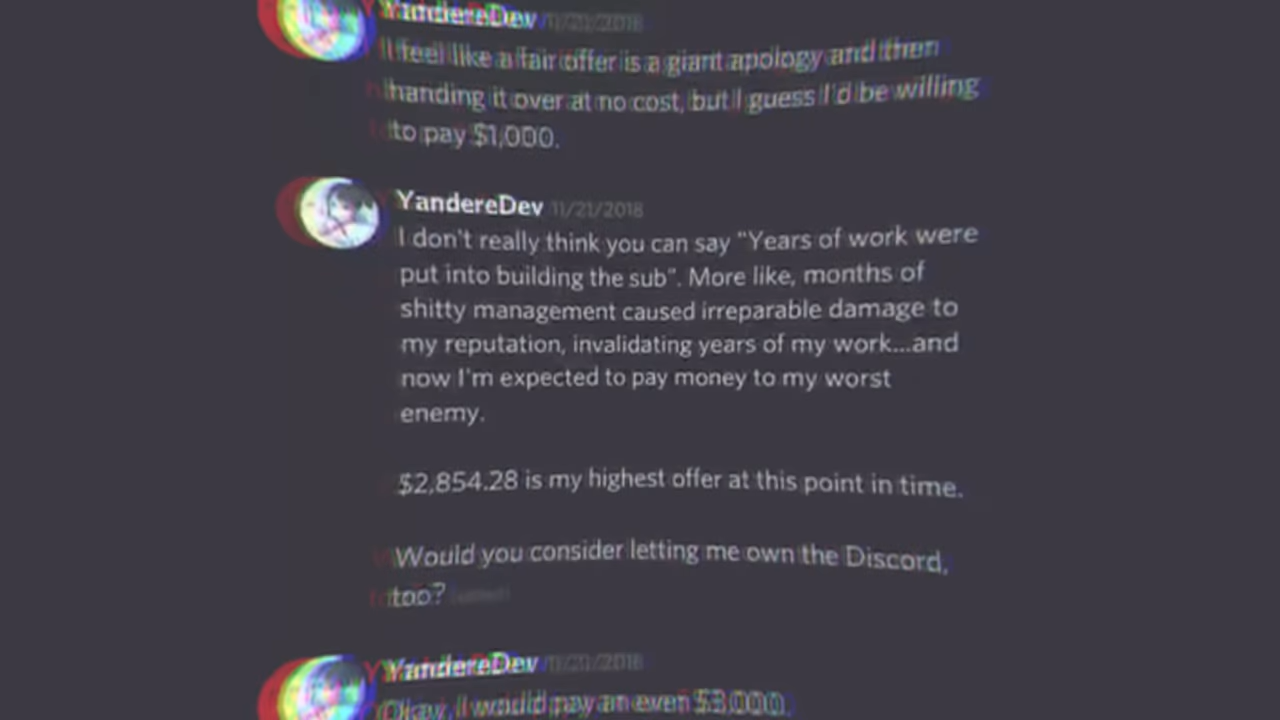 YandereDev 11/21/2018
I feel like a fair offer is a giant apology and then
handing it over at no cost, but I guess I'd be willing
to pay $1,000.
YandereDev 11/21/2018
I don't really think you can say "Years of work were
put into building the sub". More like, months of
shitty management caused irreparable damage to
my reputation, invalidating years of my work...and
now I'm expected to pay money to my worst
enemy.
$2,854.28 is my highest offer at this point in time.
Would you consider letting me own the Discord,
too?
YandereDev 11/21/2018
Okay, I would pay an even $3,000.